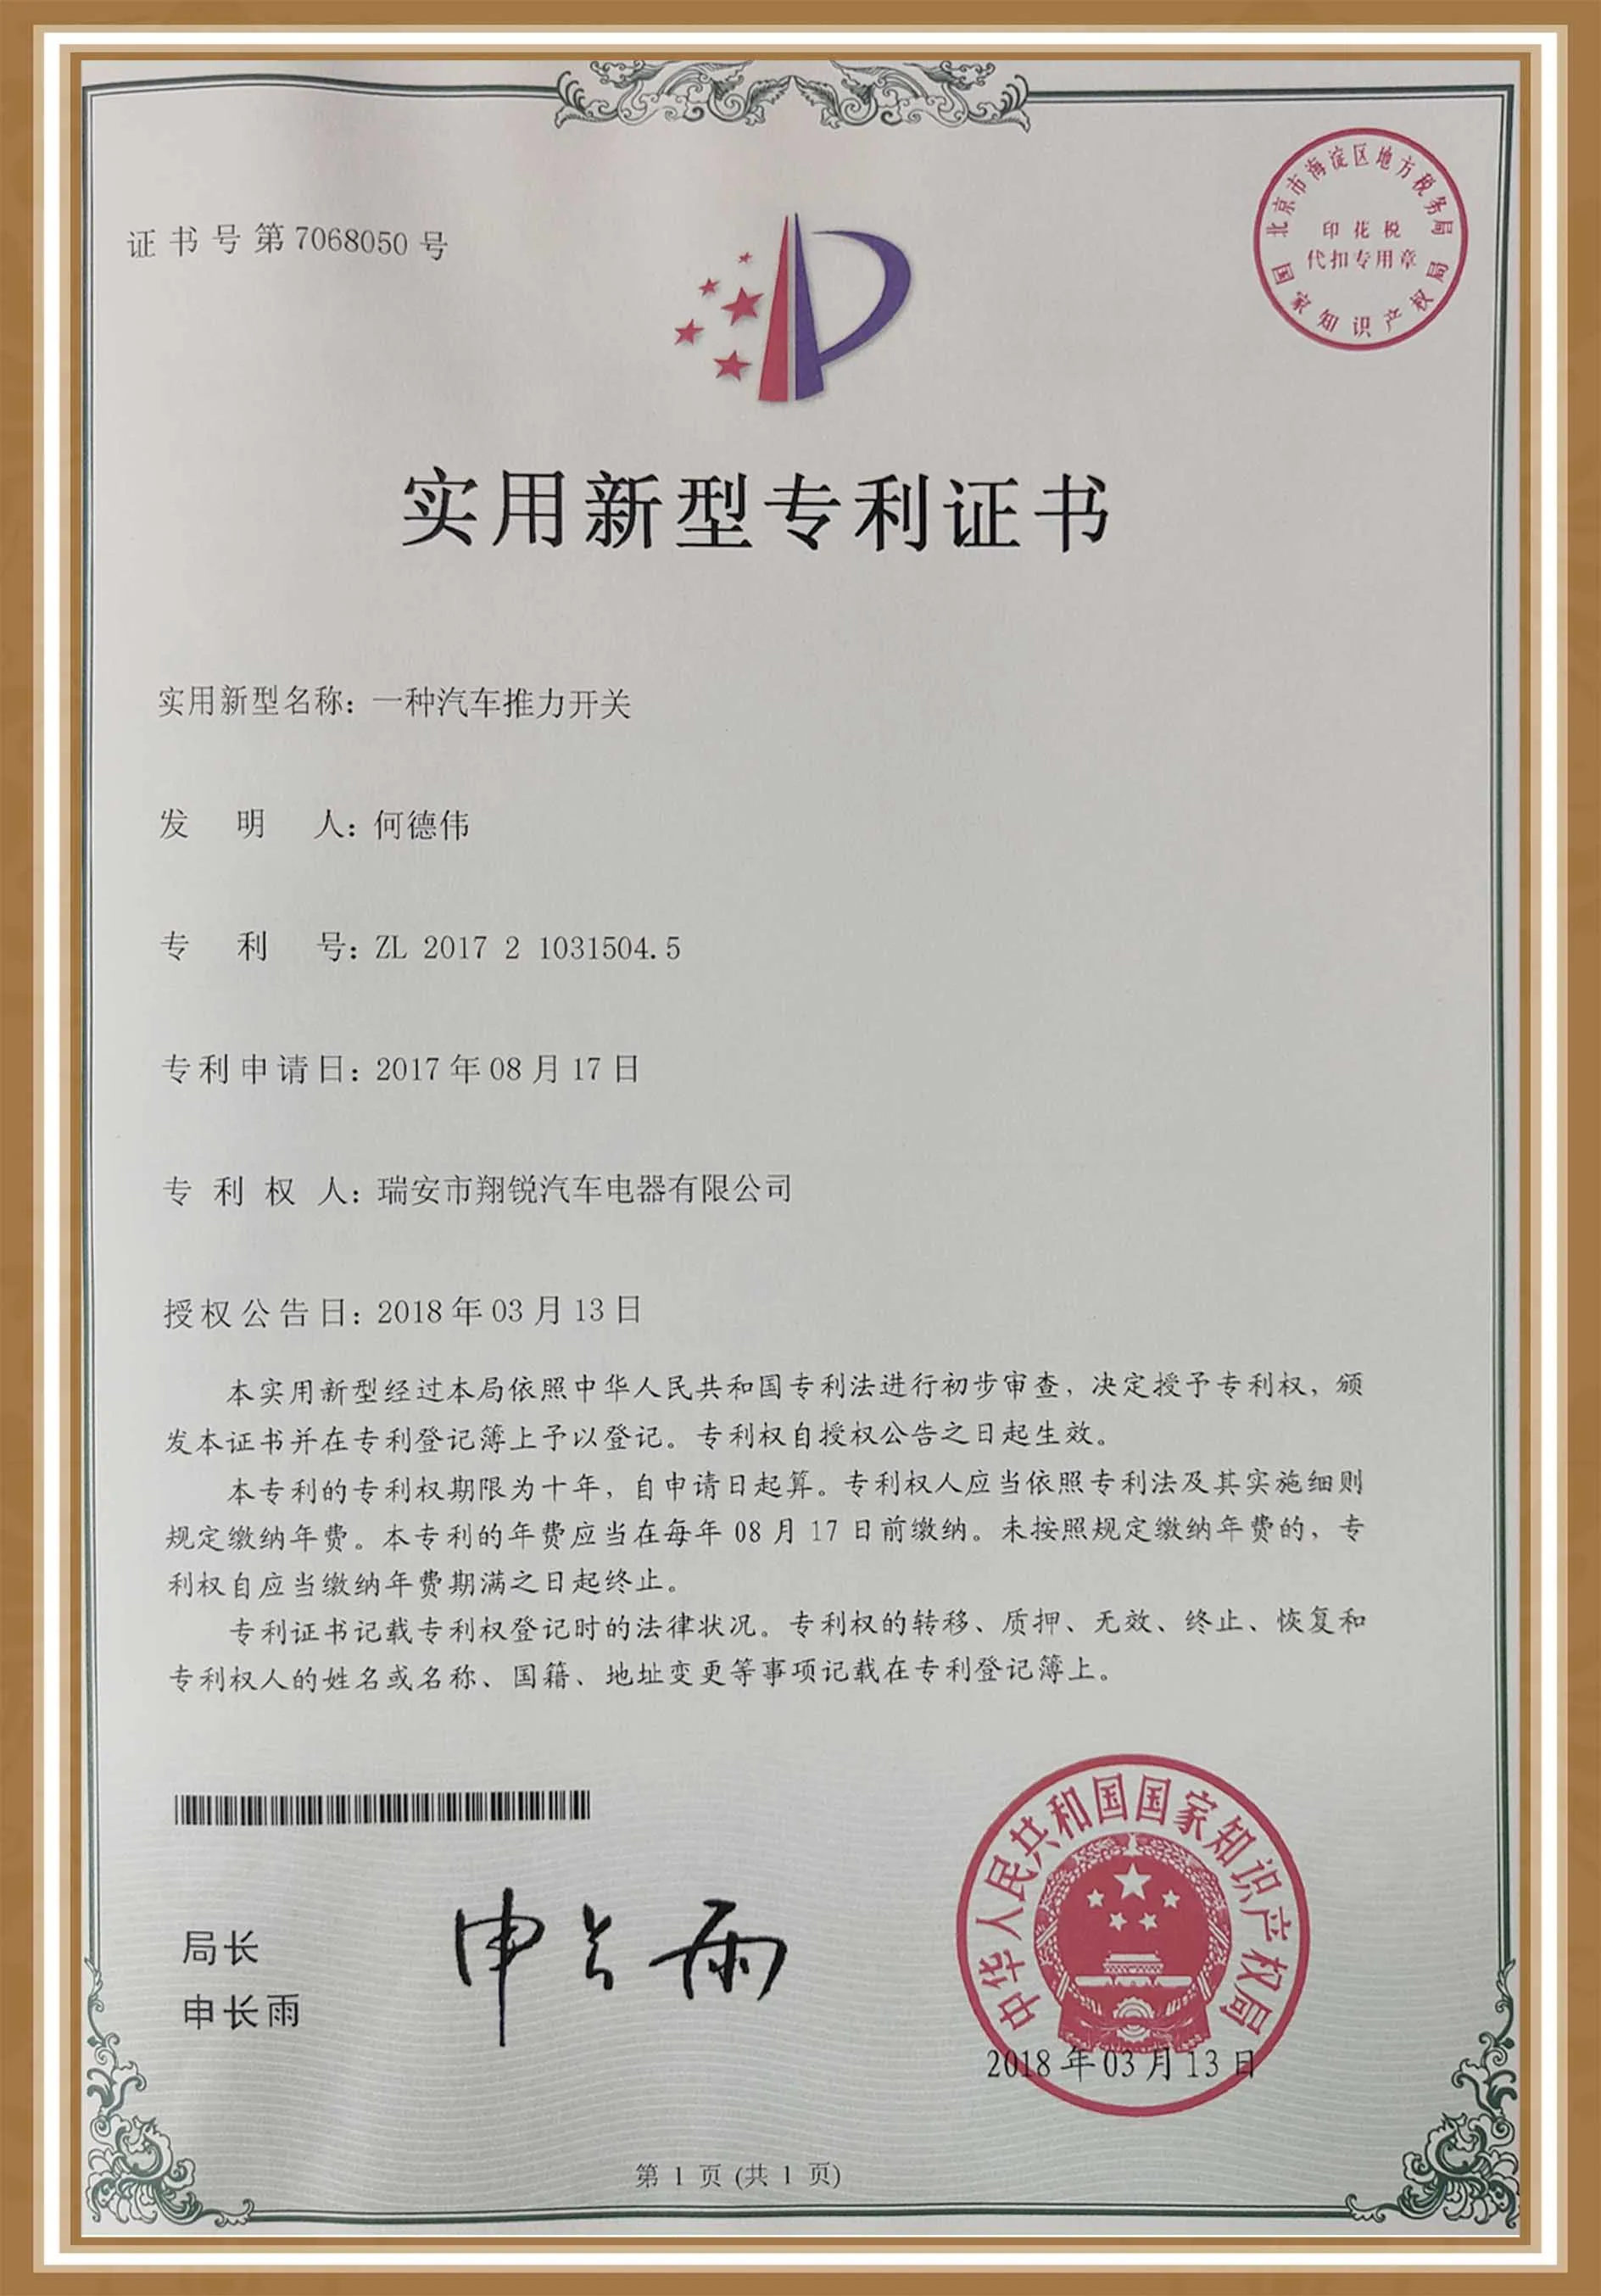 证书号第7068050号
北京市海淀区地方税务局
印花税
代扣专用章
国家知识产权局
实用新型专利证书
实用新型名称：一种汽车推力开关
发明人：何德伟
专利号：ZL 2017 2 1031504.5
专利申请日：2017年08月17日
专利权人：瑞安市翔锐汽车电器有限公司
授权公告日：2018年03月13日
本实用新型经过本局依照中华人民共和国专利法进行初步审查，决定授予专利权，颁
发本证书并在专利登记簿上予以登记。专利权自授权公告之日起生效。
本专利的专利权期限为十年，自申请日起算。专利权人应当依照专利法及其实施细则
规定缴纳年费。本专利的年费应当在每年08月17日前缴纳。未按照规定缴纳年费的，专
利权自应当缴纳年费期满之日起终止。
专利证书记载专利权登记时的法律状况。专利权的转移、质押、无效、终止、恢复和
专利权人的姓名或名称、国籍、地址变更等事项记载在专利登记簿上。
局长
申长雨
申长雨
中华人民共和国国家知识产权局
2018年03月13日
第1页(共1页)